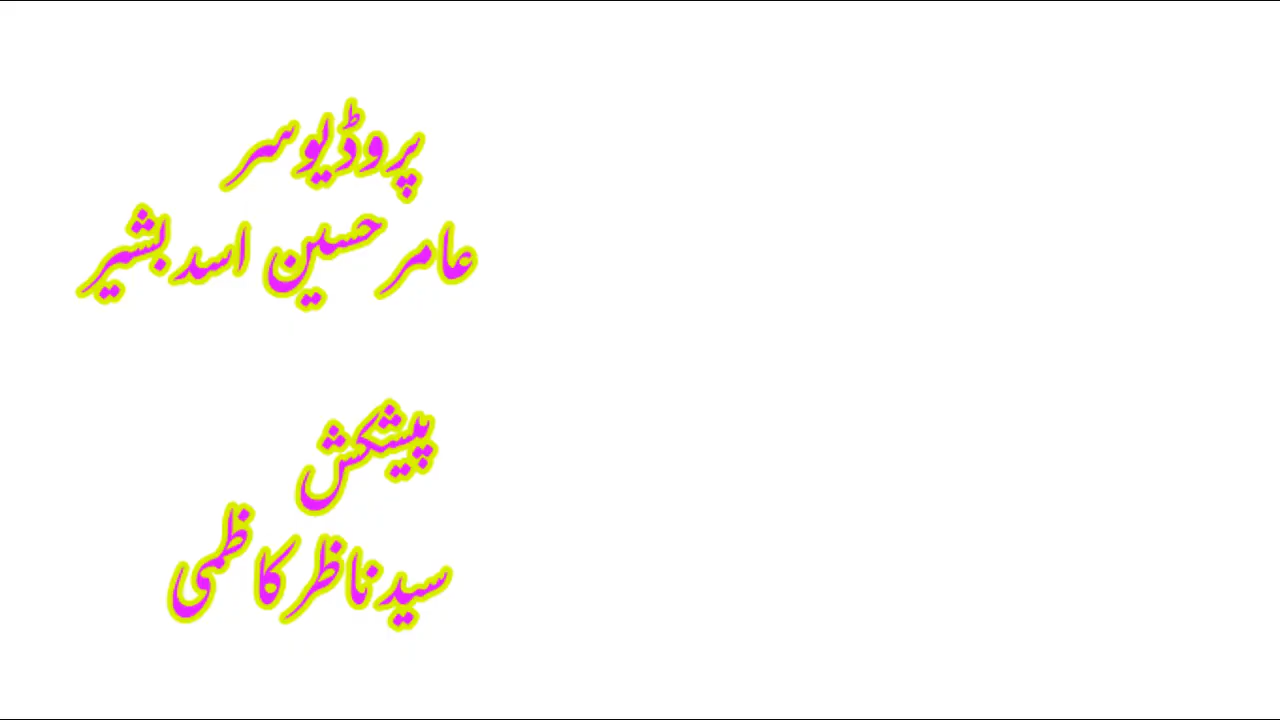 پروڈیوسر
عامر حسین اسد بشیر
پیشکش
سید ناظر کاظمی